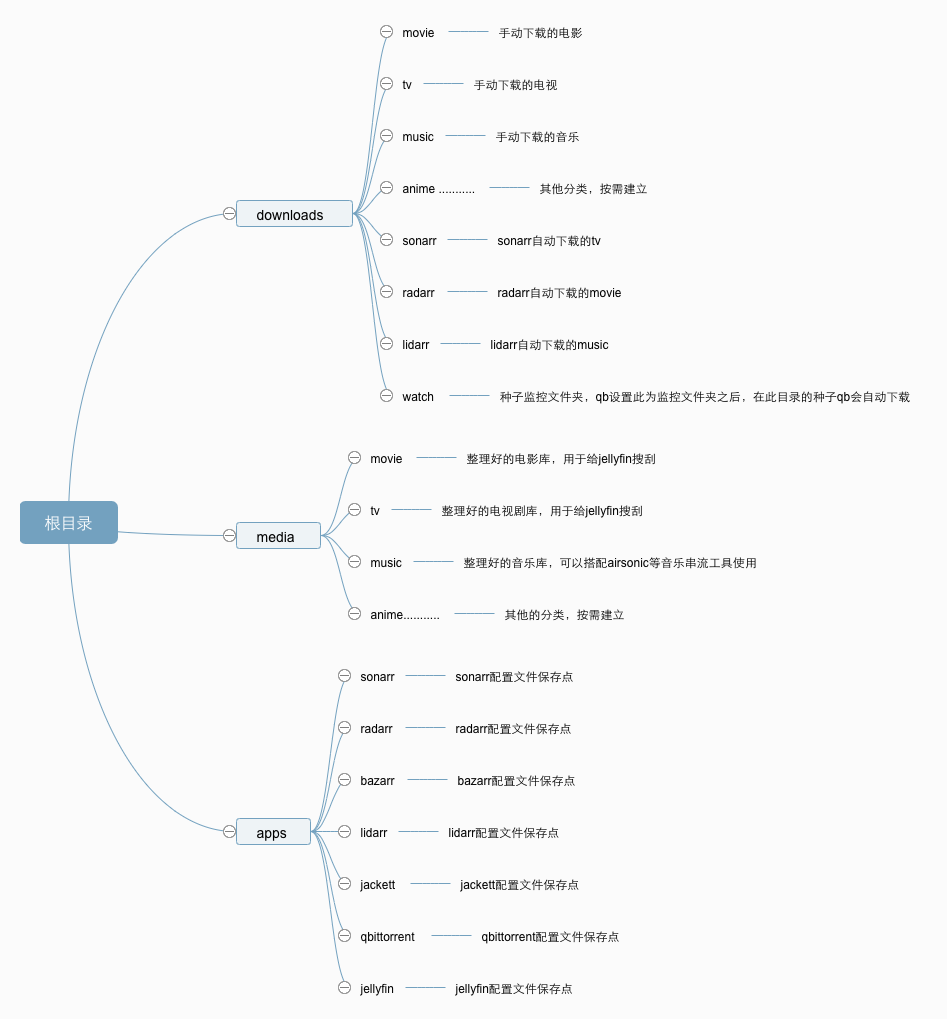 根目录
downloads
movie 手动下载的电影
tv 手动下载的电视
music 手动下载的音乐
anime ........... 其他分类，按需建立
sonarr sonarr自动下载的tv
radarr radarr自动下载的movie
lidarr lidarr自动下载的music
watch 种子监控文件夹，qb设置此为监控文件夹之后，在此目录的种子qb会自动下载
media
movie 整理好的电影库，用于给jellyfin搜刮
tv 整理好的电视剧库，用于给jellyfin搜刮
music 整理好的音乐库，可以搭配airsonic等音乐串流工具使用
anime........... 其他的分类，按需建立
apps
sonarr sonarr配置文件保存点
radarr radarr配置文件保存点
bazarr bazarr配置文件保存点
lidarr lidarr配置文件保存点
jackett jackett配置文件保存点
qbittorrent qbittorrent配置文件保存点
jellyfin jellyfin配置文件保存点